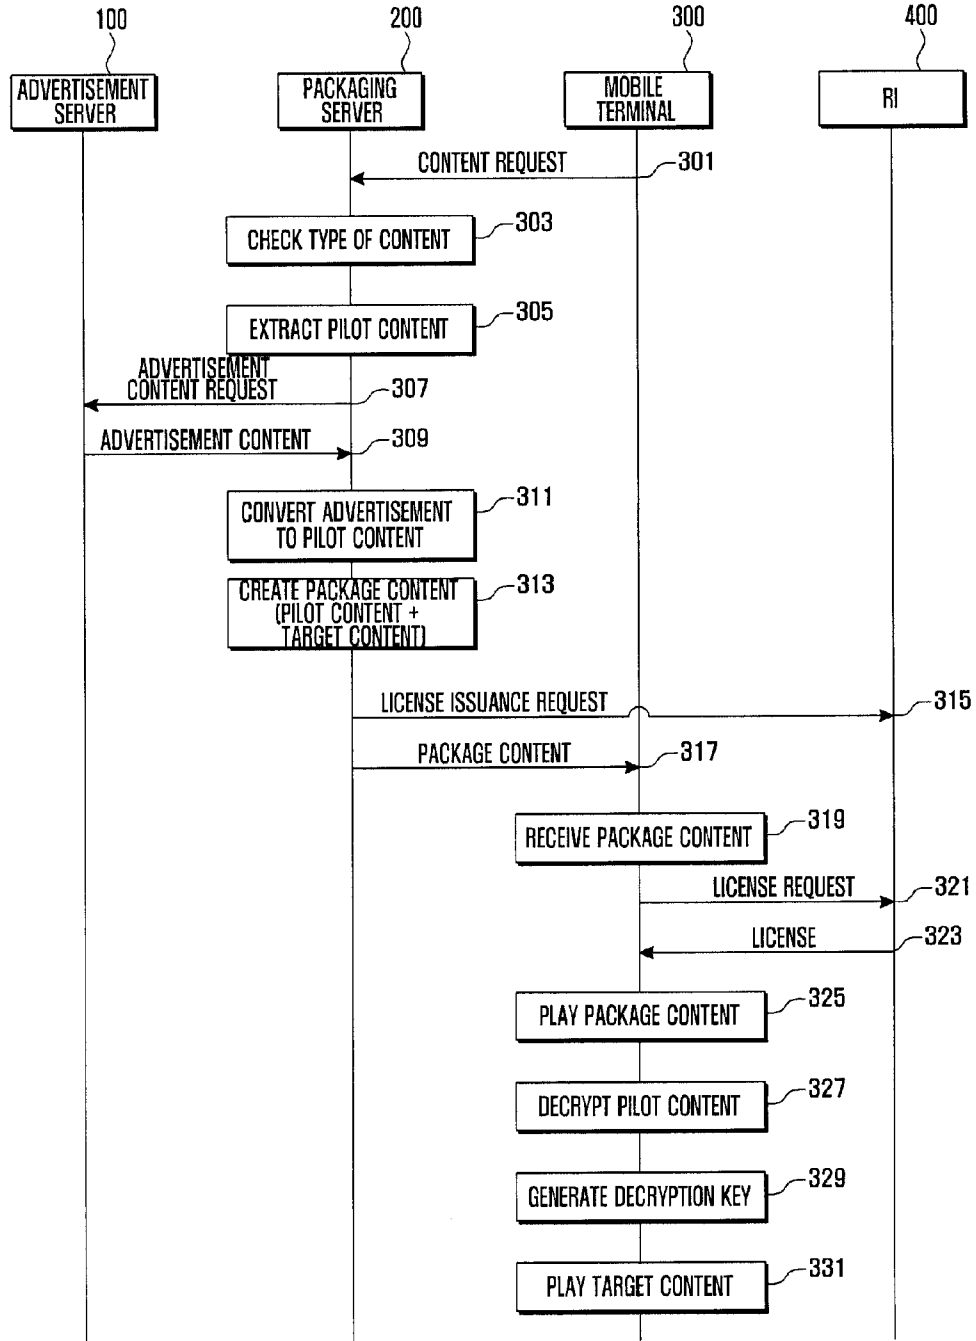 100
200
300
400
ADVERTISEMENT
SERVER
PACKAGING
SERVER
MOBILE
TERMINAL
RI
CONTENT REQUEST
301
CHECK TYPE OF CONTENT
303
EXTRACT PILOT CONTENT
305
ADVERTISEMENT
CONTENT REQUEST
307
ADVERTISEMENT CONTENT
309
CONVERT ADVERTISEMENT
TO PILOT CONTENT
311
CREATE PACKAGE CONTENT
(PILOT CONTENT +
TARGET CONTENT)
313
LICENSE ISSUANCE REQUEST
315
PACKAGE CONTENT
317
RECEIVE PACKAGE CONTENT
319
LICENSE REQUEST
321
LICENSE
323
PLAY PACKAGE CONTENT
325
DECRYPT PILOT CONTENT
327
GENERATE DECRYPTION KEY
329
PLAY TARGET CONTENT
331